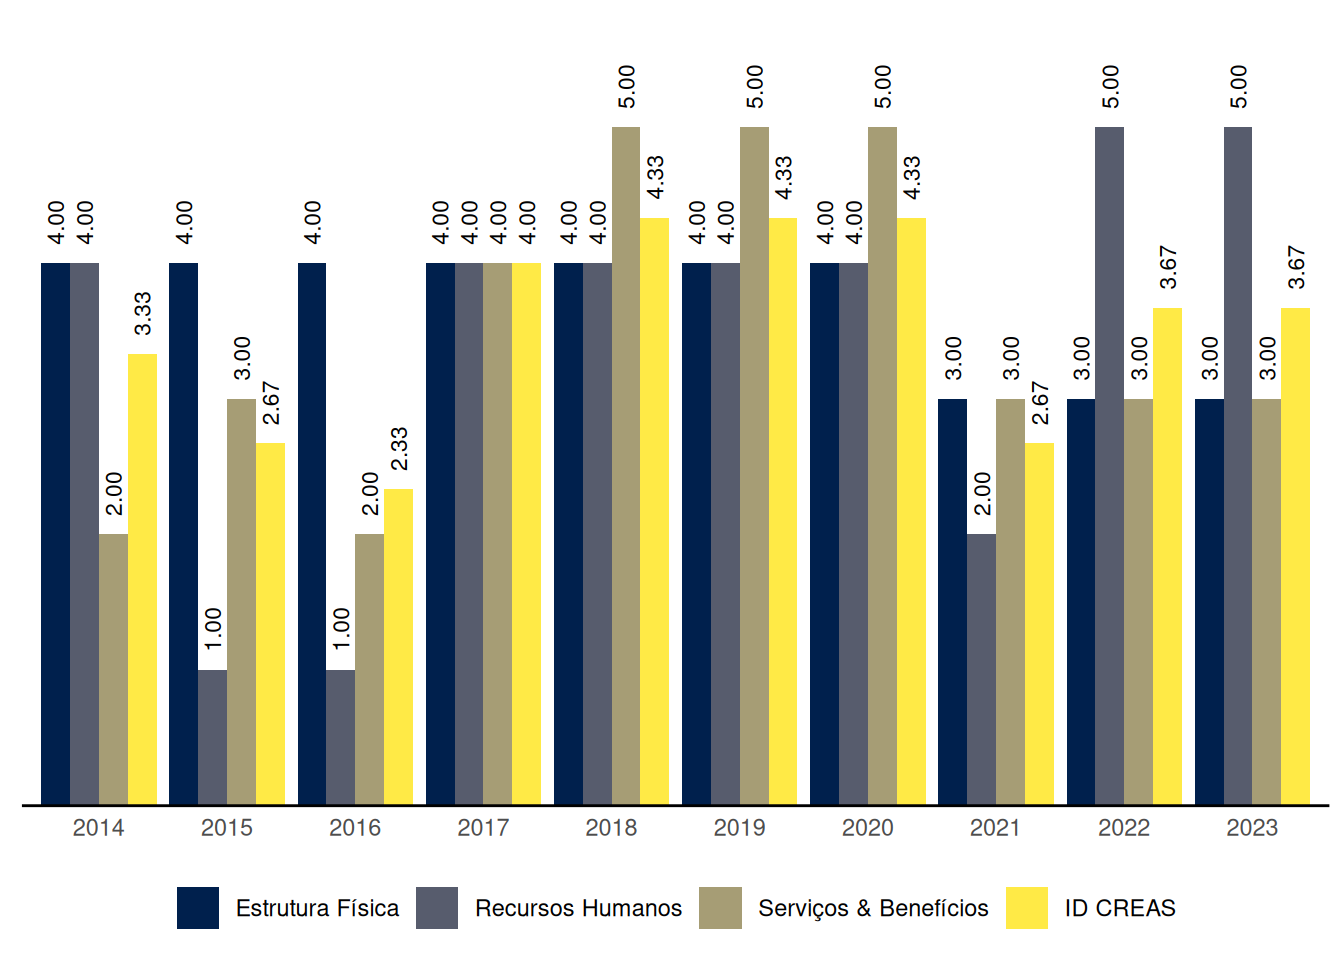 4.00 4.00 2.00 3.33
4.00 1.00 3.00 2.67
4.00 1.00 2.00 2.33
4.00 4.00 4.00 4.00
4.00 4.00 5.00 4.33
4.00 4.00 5.00 4.33
4.00 4.00 5.00 4.33
3.00 2.00 3.00 2.67
3.00 5.00 3.00 3.67
3.00 5.00 3.00 3.67
2014 2015 2016 2017 2018 2019 2020 2021 2022 2023
Estrutura Física Recursos Humanos Serviços & Benefícios ID CREAS